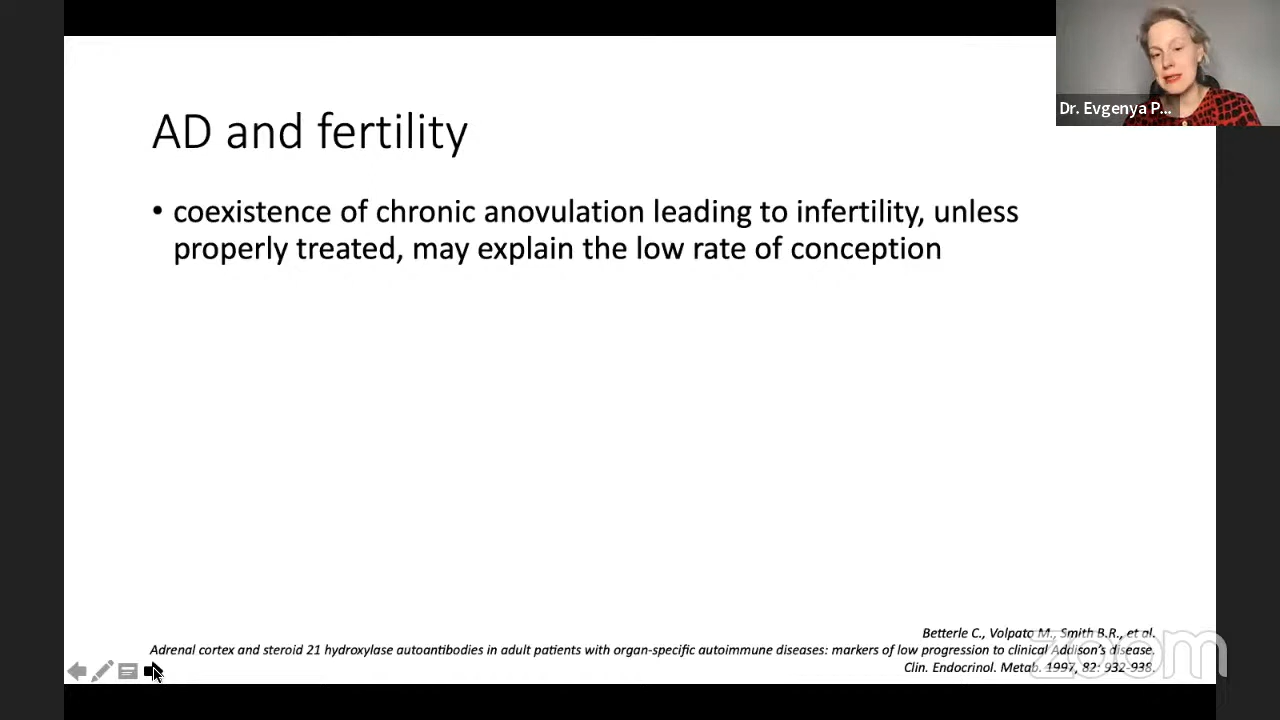 Dr. Evgenya P...
AD and fertility
• coexistence of chronic anovulation leading to infertility, unless
properly treated, may explain the low rate of conception
Betterle C., Volpato M., Smith B.R., et al.
Adrenal cortex and steroid 21 hydroxylase autoantibodies in adult patients with organ-specific autoimmune diseases: markers of low progression to clinical Addison's disease.
Clin. Endocrinol. Metab. 1997, 82: 932-938.
zoom